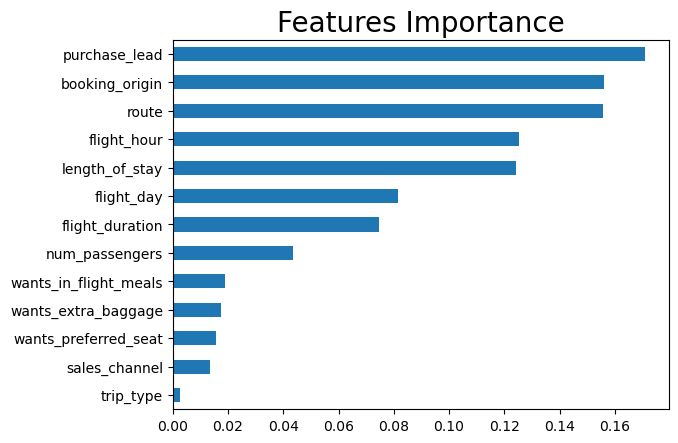 Features Importance
purchase_lead
booking_origin
route
flight_hour
length_of_stay
flight_day
flight_duration
num_passengers
wants_in_flight_meals
wants_extra_baggage
wants_preferred_seat
sales_channel
trip_type
0.00 0.02 0.04 0.06 0.08 0.10 0.12 0.14 0.16